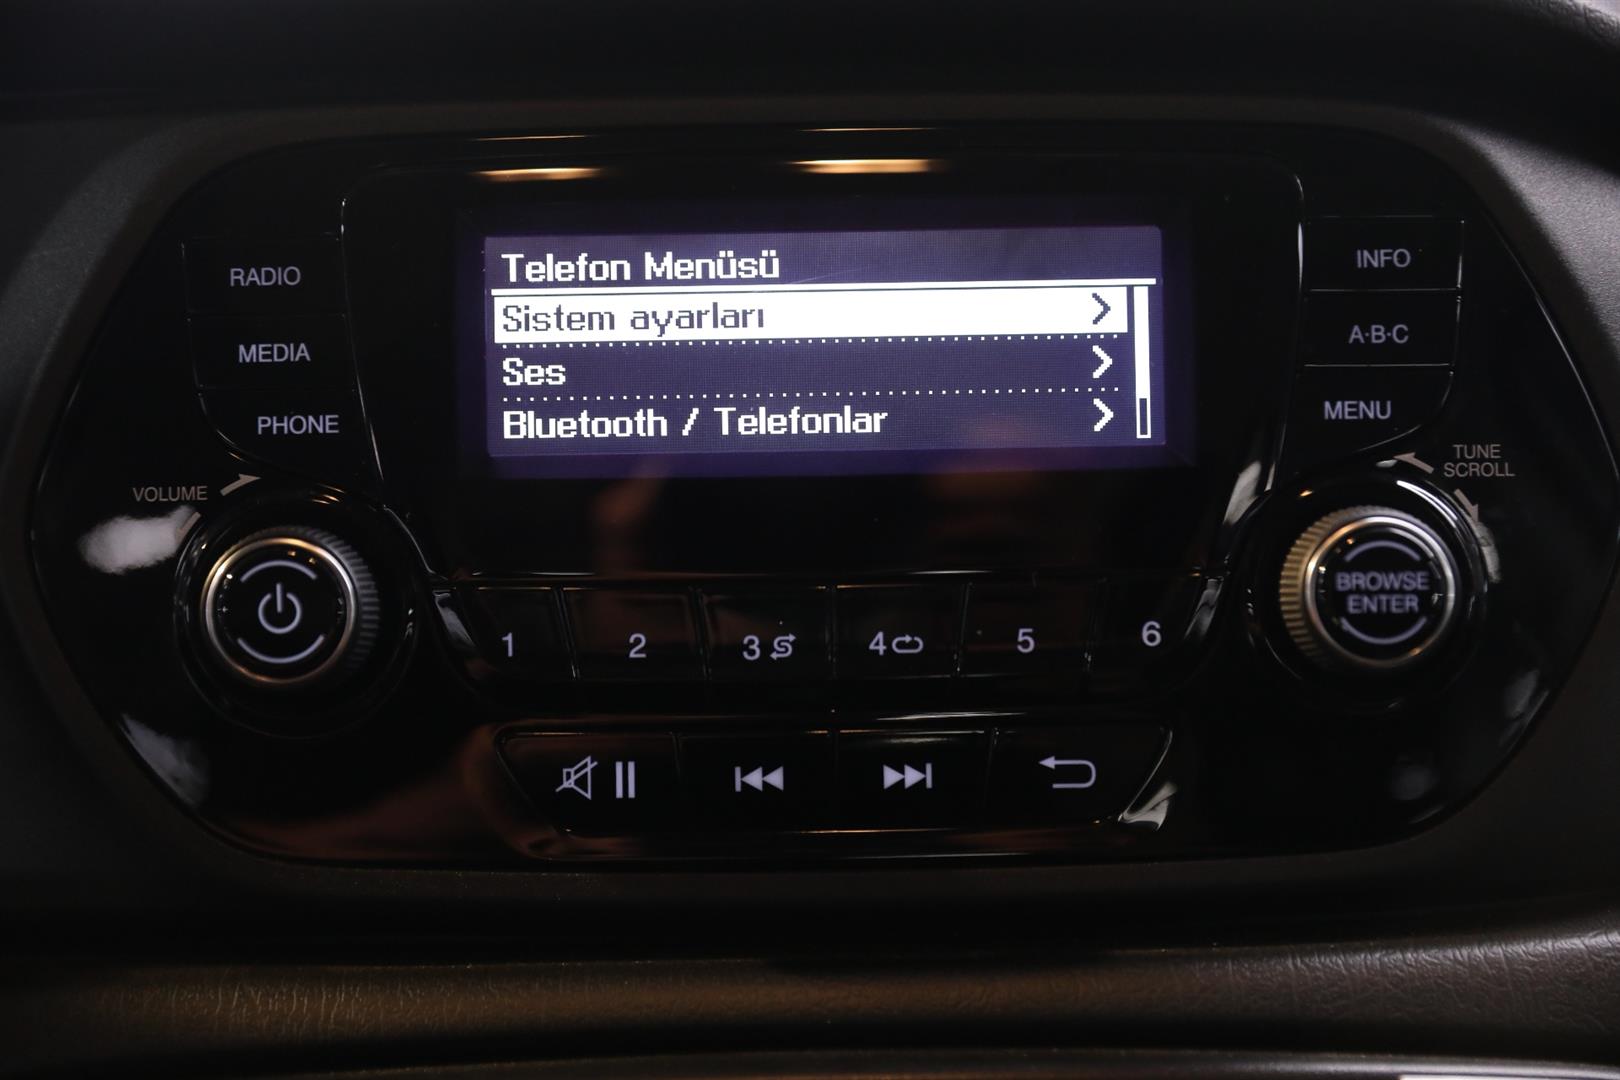 Telefon Menüsü
Sistem ayarları
Ses
Bluetooth / Telefonlar
RADIO
MEDIA
PHONE
VOLUME
INFO
A·B·C
MENU
TUNE
SCROLL
BROWSE
ENTER
1
2
3
4
5
6